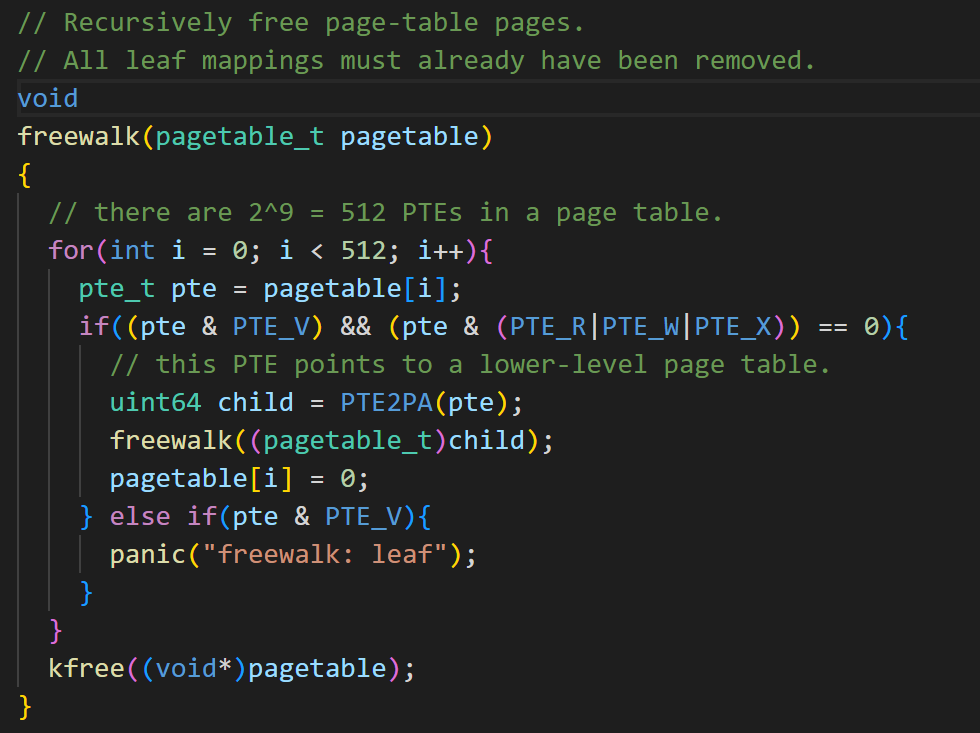 // Recursively free page-table pages.
// All leaf mappings must already have been removed.
void
freewalk(pagetable_t pagetable)
{
  // there are 2^9 = 512 PTEs in a page table.
  for(int i = 0; i < 512; i++){
    pte_t pte = pagetable[i];
    if((pte & PTE_V) && (pte & (PTE_R|PTE_W|PTE_X)) == 0){
      // this PTE points to a lower-level page table.
      uint64 child = PTE2PA(pte);
      freewalk((pagetable_t)child);
      pagetable[i] = 0;
    } else if(pte & PTE_V){
      panic("freewalk: leaf");
    }
  }
  kfree((void*)pagetable);
}